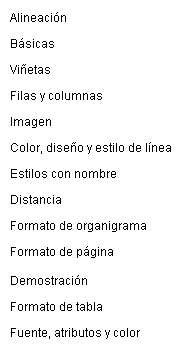 Alineación
Básicas
Viñetas
Filas y columnas
Imagen
Color, diseño y estilo de línea
Estilos con nombre
Distancia
Formato de organigrama
Formato de página
Demostración
Formato de tabla
Fuente, atributos y color